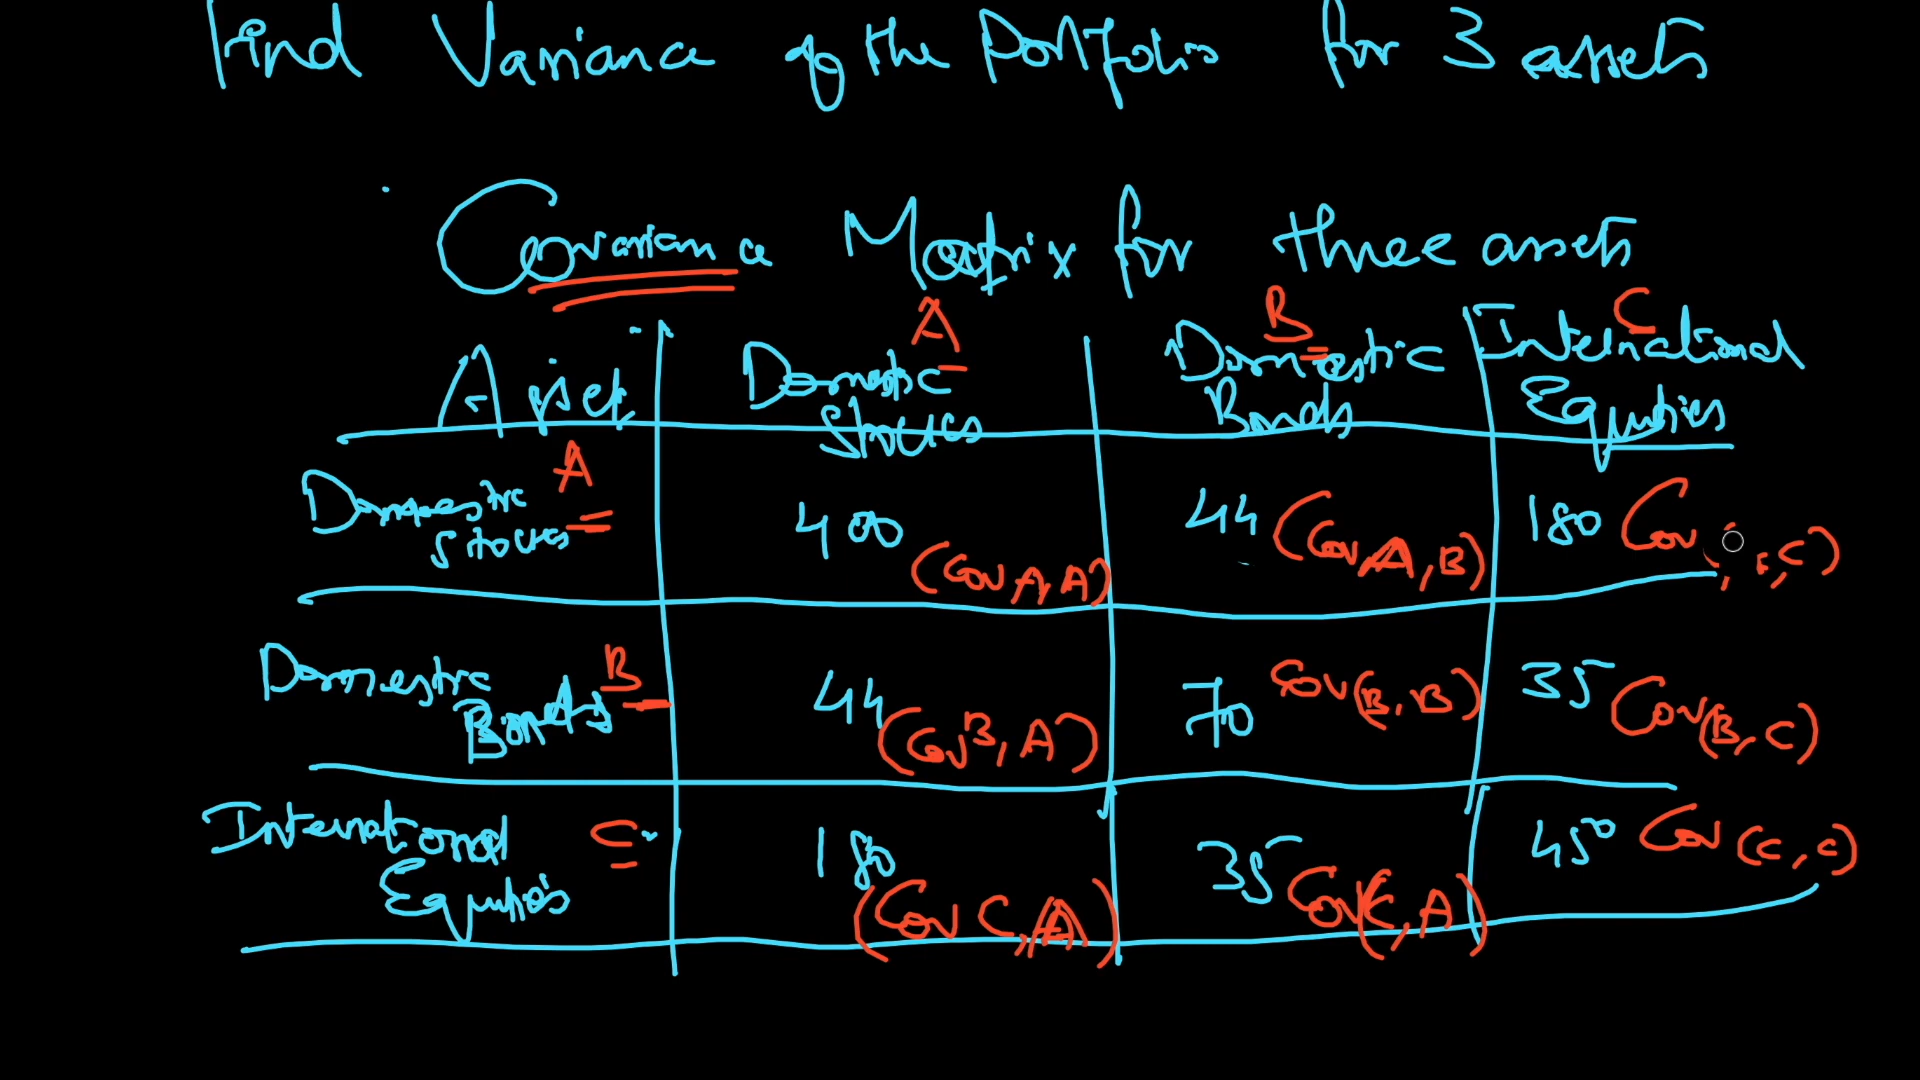 Find Variance of the Portfolio for 3 assets
Covariance Matrix for three assets
A B C
Asset Domestic Stocks Domestic Bonds International Equities
Domestic Stocks A 400 (Cov A, A) 44 (Cov A, B) 180 Cov , C)
Domestic Bonds B 44 (Cov B, A) 70 Cov (B, B) 35 Cov (B, C)
International Equities C 180 (Cov C, A) 35 Cov (C, A) 450 Cov (C, C)